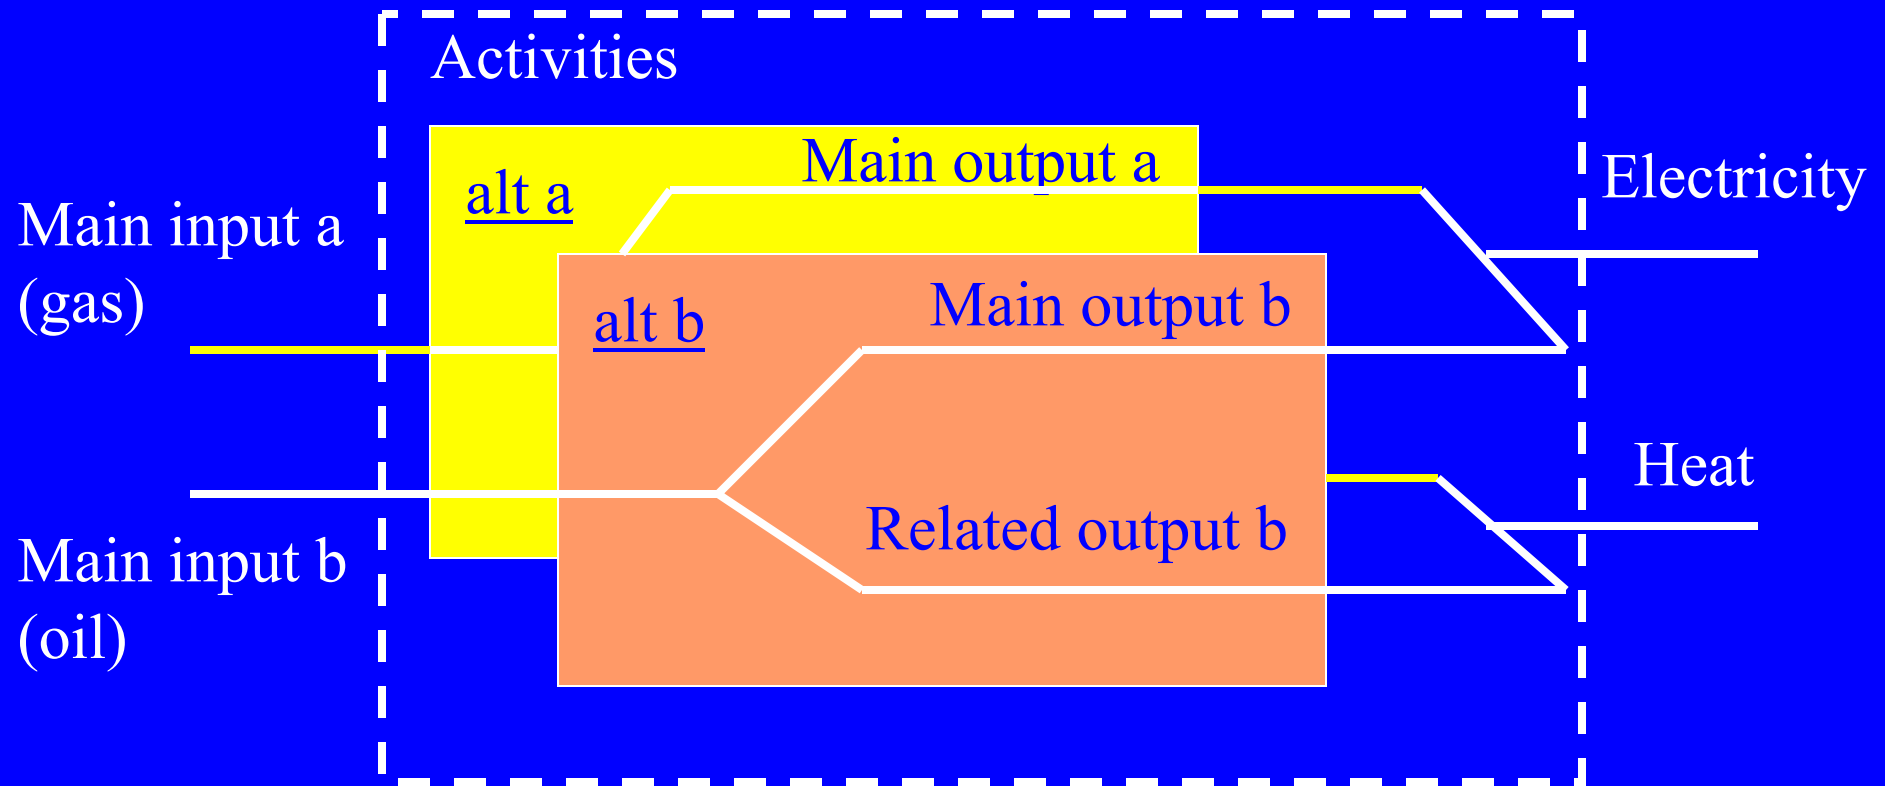 Activities
Main output a
alt a
Electricity
Main input a
(gas)
Main output b
alt b
Heat
Related output b
Main input b
(oil)